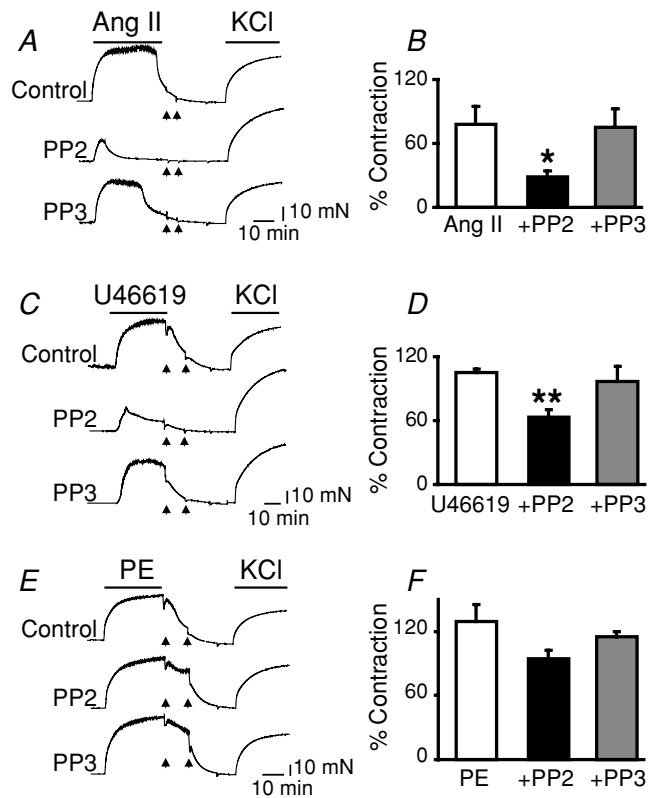 A
Ang II
KCl
Control
PP2
PP3
10 mN
10 min
B
% Contraction
120
60
0
*
Ang II +PP2 +PP3
C
U46619
KCl
Control
PP2
PP3
10 mN
10 min
D
% Contraction
120
60
0
**
U46619 +PP2 +PP3
E
PE
KCl
Control
PP2
PP3
10 mN
10 min
F
% Contraction
120
60
0
PE +PP2 +PP3